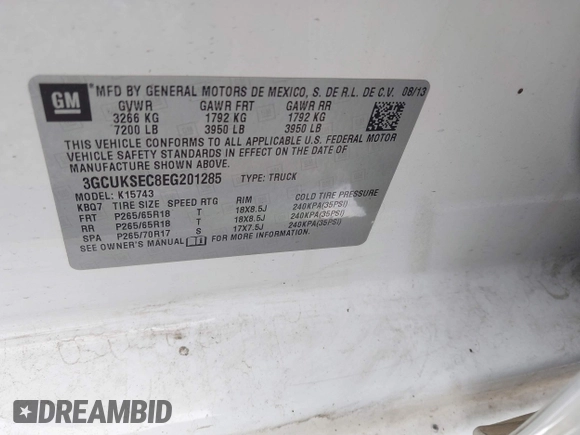 GM
MFD BY GENERAL MOTORS DE MEXICO, S. DE R.L. DE C.V. 08/13
GVWR GAWR FRT GAWR RR
3266 KG 1792 KG 1792 KG
7200 LB 3950 LB 3950 LB
THIS VEHICLE CONFORMS TO ALL APPLICABLE U.S. FEDERAL MOTOR
VEHICLE SAFETY STANDARDS IN EFFECT ON THE DATE OF
MANUFACTURE SHOWN ABOVE.
3GCUKSEC8EG201285 TYPE: TRUCK
MODEL: K15743
KBQ7 TIRE SIZE SPEED RTG RIM COLD TIRE PRESSURE
FRT P265/65R18 T 18X8.5J 240KPA(35PSI)
RR P265/65R18 T 18X8.5J 240KPA(35PSI)
SPA P265/70R17 S 17X7.5J 240KPA(35PSI)
SEE OWNER'S MANUAL FOR MORE INFORMATION.
DREAMBID